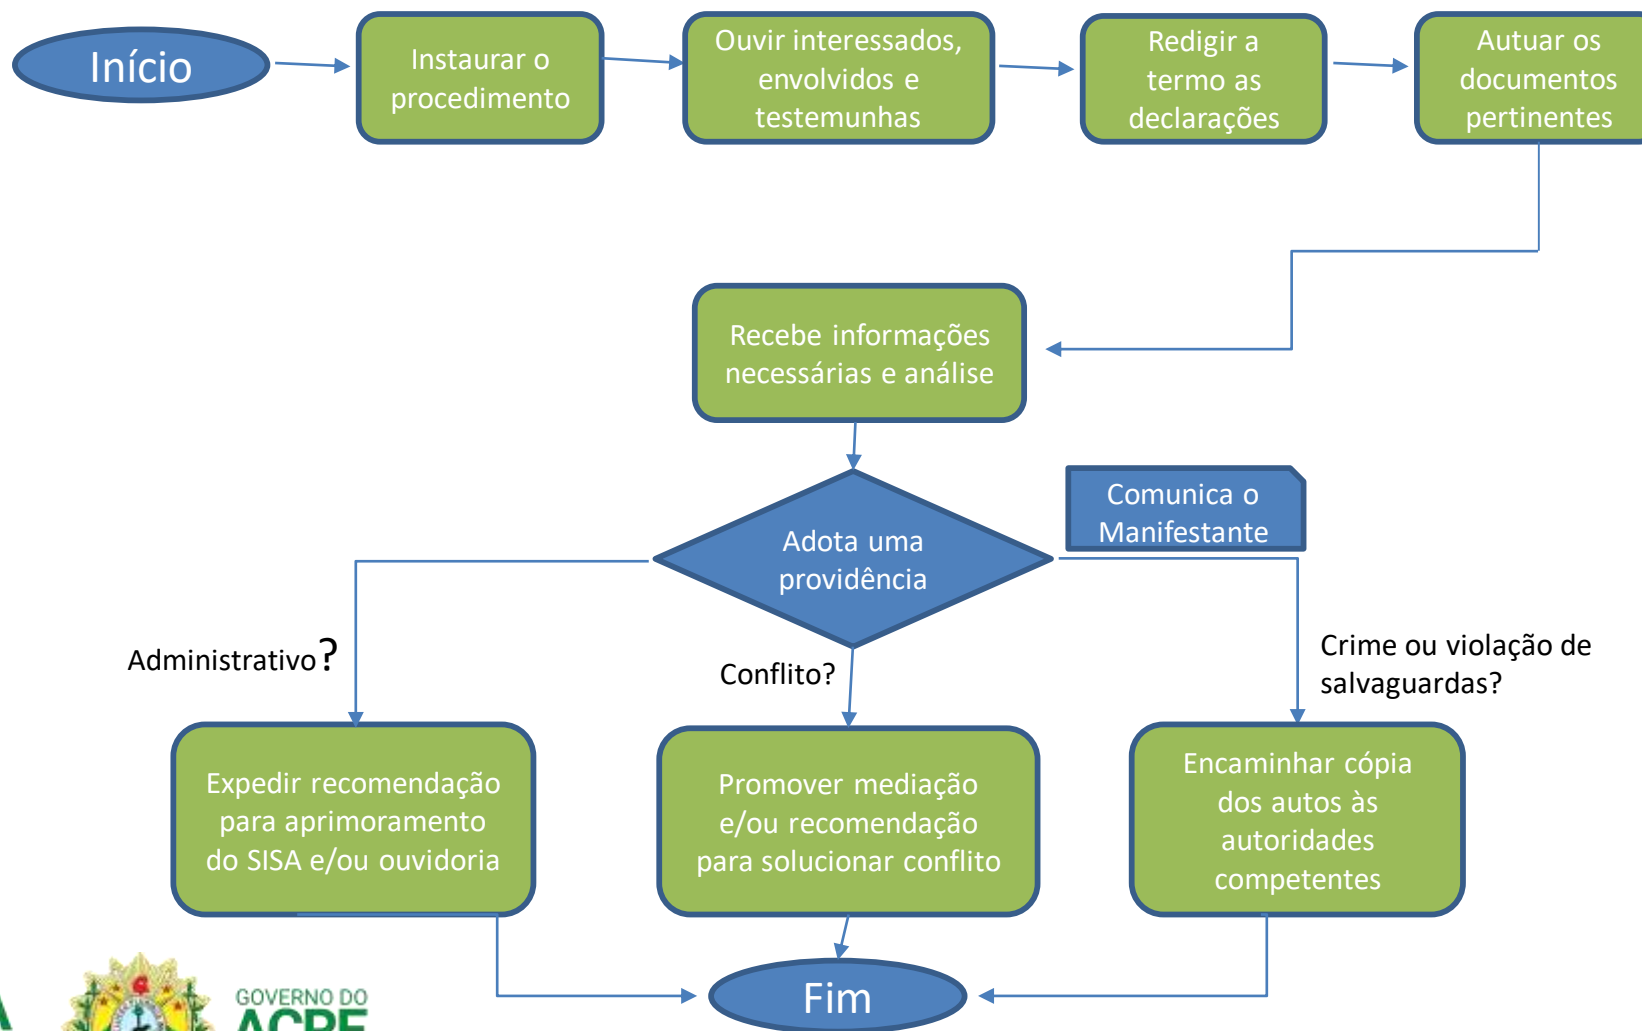 Início
Instaurar o
procedimento
Ouvir interessados,
envolvidos e
testemunhas
Redigir a
termo as
declarações
Autuar os
documentos
pertinentes
Recebe informações
necessárias e análise
Adota uma
providência
Comunica o
Manifestante
Administrativo?
Conflito?
Crime ou violação de
salvaguardas?
Expedir recomendação
para aprimoramento
do SISA e/ou ouvidoria
Promover mediação
e/ou recomendação
para solucionar conflito
Encaminhar cópia
dos autos às
autoridades
competentes
Fim
GOVERNO DO
ACRE